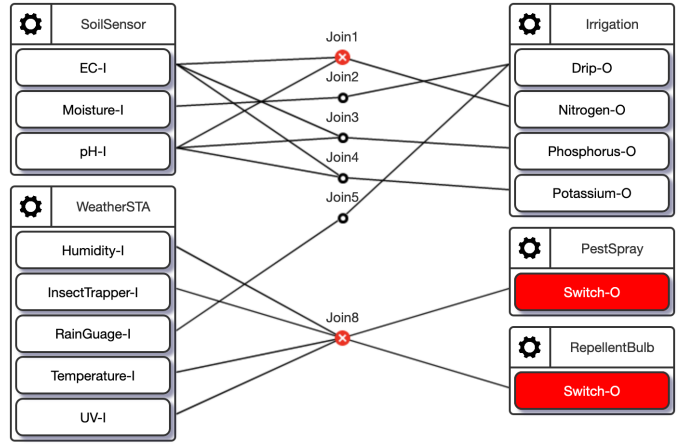 SoilSensor
EC-I
Moisture-I
pH-I
WeatherSTA
Humidity-I
InsectTrapper-I
RainGuage-I
Temperature-I
UV-I
Join1
Join2
Join3
Join4
Join5
Join8
Irrigation
Drip-O
Nitrogen-O
Phosphorus-O
Potassium-O
PestSpray
Switch-O
RepellentBulb
Switch-O